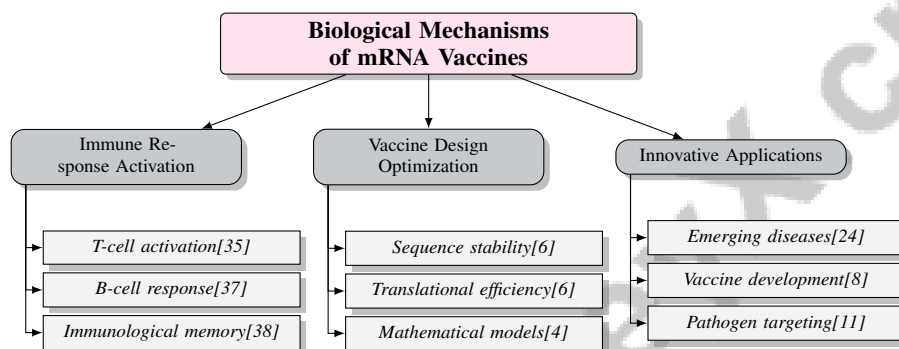 Biological Mechanisms
of mRNA Vaccines
Immune Re-
sponse Activation
Vaccine Design
Optimization
Innovative Applications
T-cell activation[35]
B-cell response[37]
Immunological memory[38]
Sequence stability[6]
Translational efficiency[6]
Mathematical models[4]
Emerging diseases[24]
Vaccine development[8]
Pathogen targeting[11]